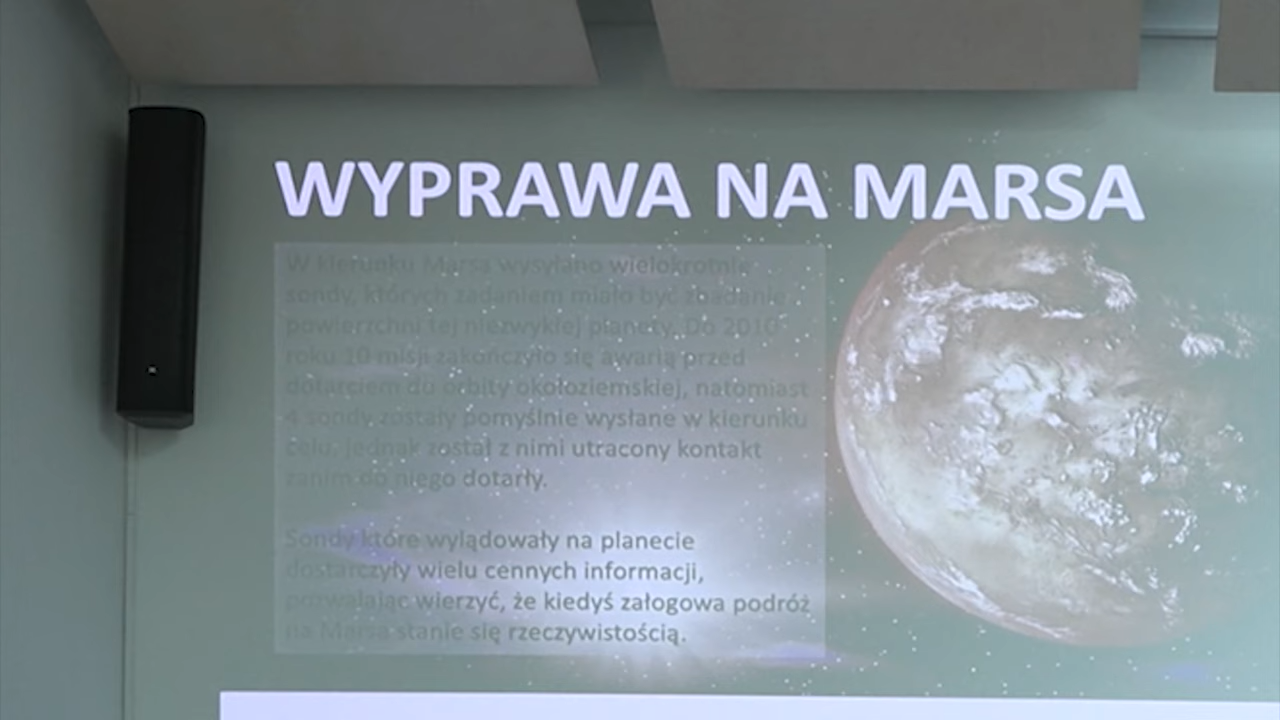 WYPRAWA NA MARSA
W kierunku Marsa wysyłano wielokrotnie
sondy, których zadaniem miało być zbadanie
powierzchni tej niezwykłej planety. Do 2010
roku 10 misji zakończyło się awarią przed
dotarciem do orbity okołoziemskiej, natomiast
4 sondy zostały pomyślnie wysłane w kierunku
celu, jednak został z nimi utracony kontakt
zanim do niego dotarły.
Sondy które wylądowały na planecie
dostarczyły wielu cennych informacji,
pozwalając wierzyć, że kiedyś załogowa podróż
na Marsa stanie się rzeczywistością.